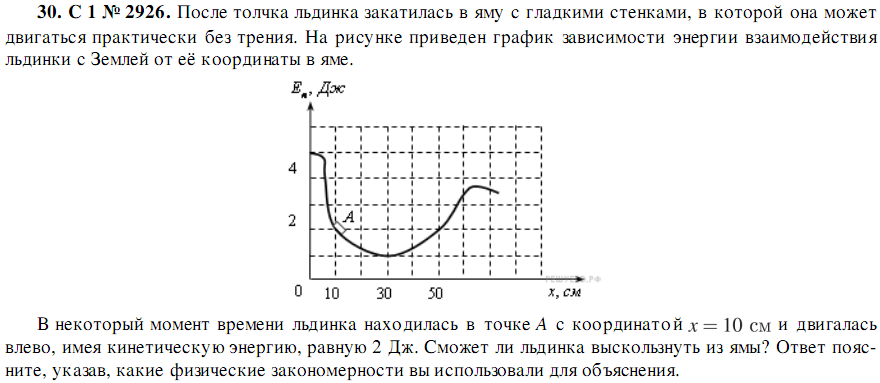 30. С 1 № 2926. После толчка льдинка закатилась в яму с гладкими стенками, в которой она может
двигаться практически без трения. На рисунке приведен график зависимости энергии взаимодействия
льдинки с Землей от её координаты в яме.
Eп, Дж
4
A
2
0 10 30 50 x, см
В некоторый момент времени льдинка находилась в точке A с координатой x = 10 см и двигалась
влево, имея кинетическую энергию, равную 2 Дж. Сможет ли льдинка выскользнуть из ямы? Ответ пояс-
ните, указав, какие физические закономерности вы использовали для объяснения.